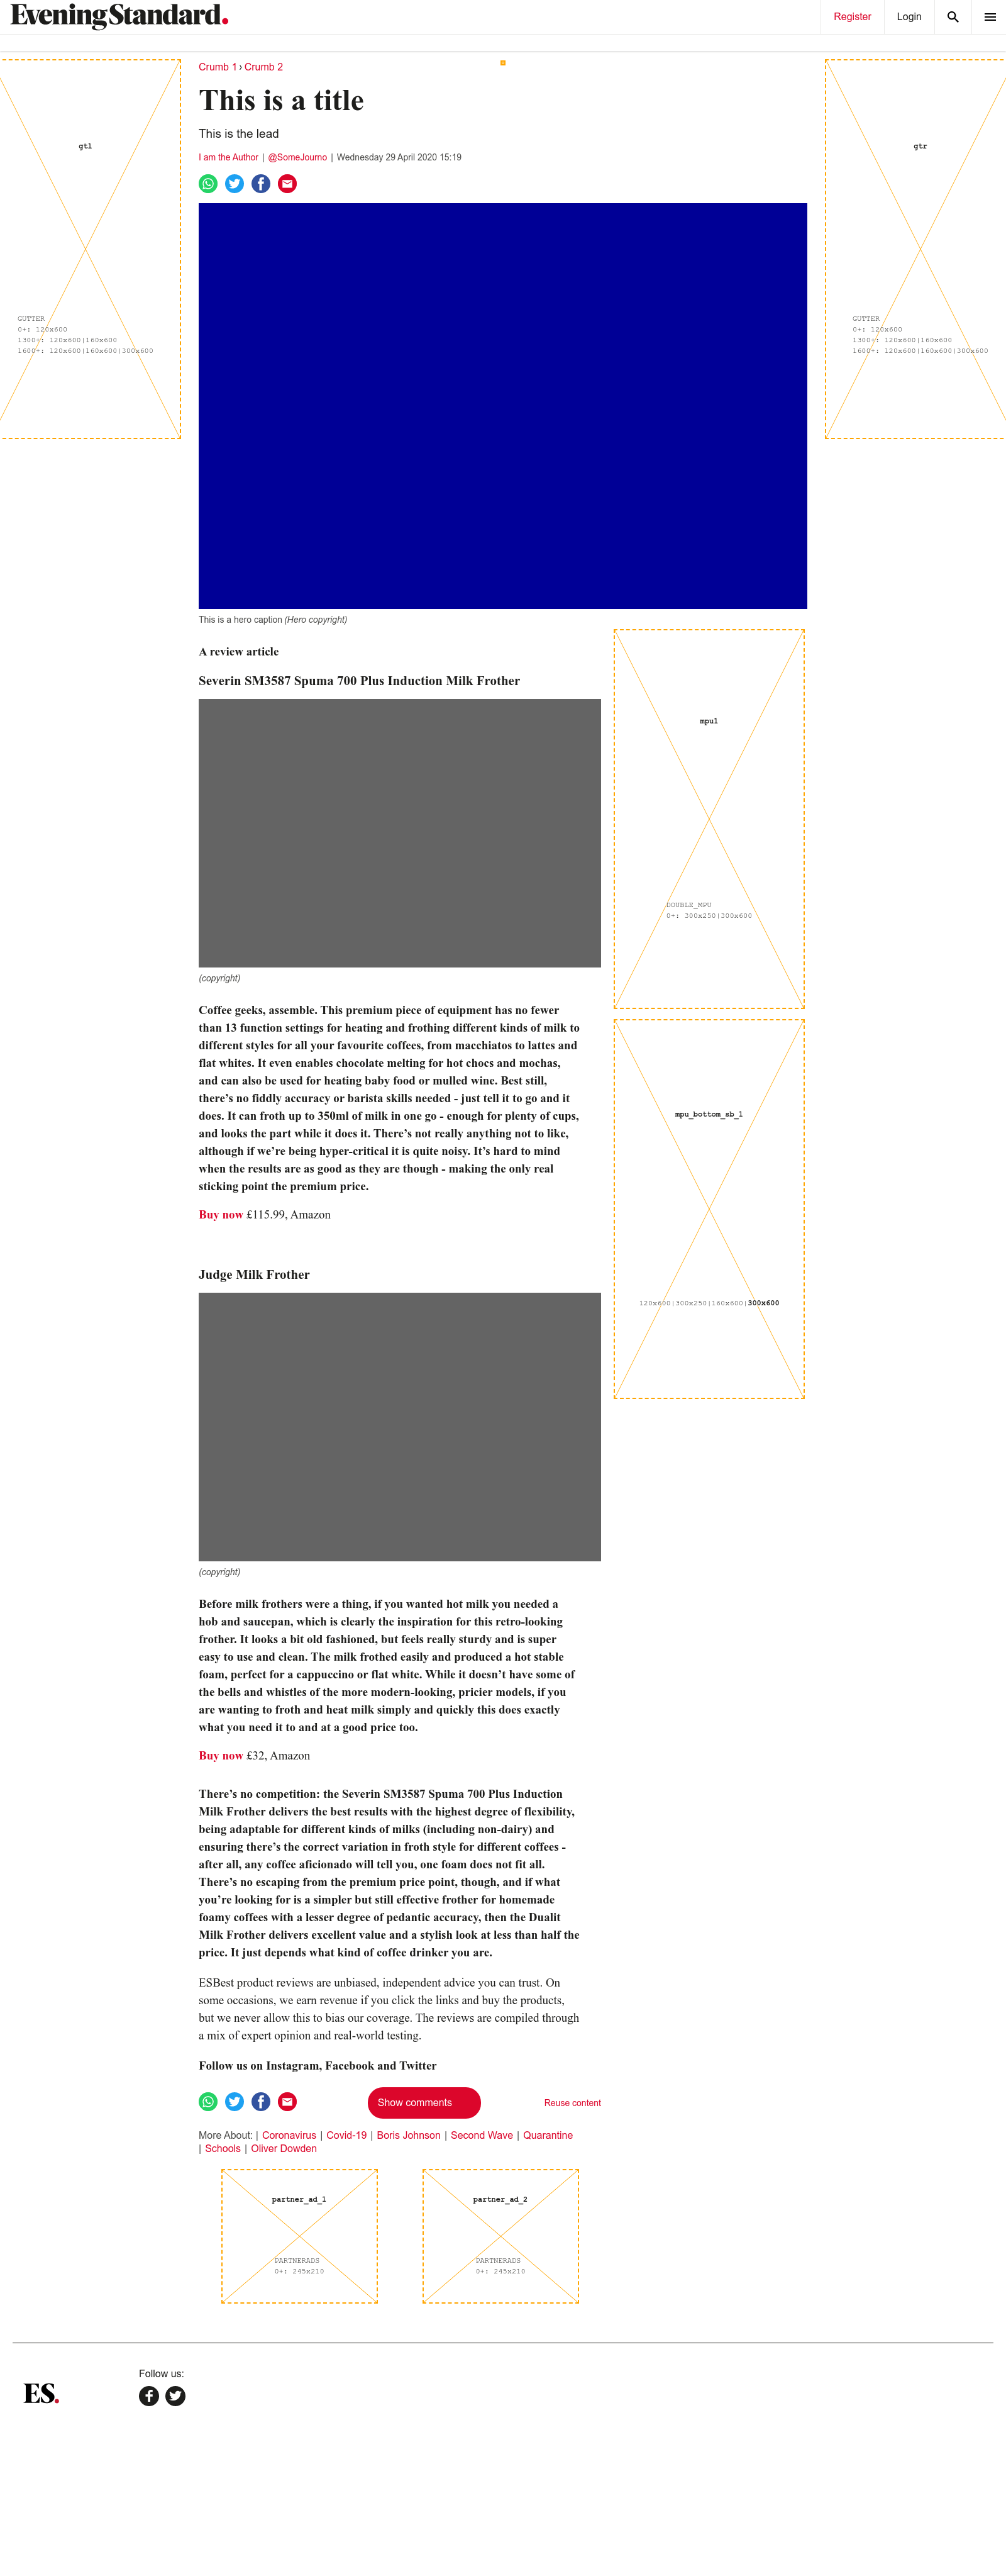 Evening Standard.
Register
Login
Crumb 1 › Crumb 2
This is a title
This is the lead
I am the Author | @SomeJourno | Wednesday 29 April 2020 15:19
gtl
GUTTER
0+: 120x600
1300+: 120x600|160x600
1600+: 120x600|160x600|300x600
gtr
GUTTER
0+: 120x600
1300+: 120x600|160x600
1600+: 120x600|160x600|300x600
This is a hero caption (Hero copyright)
A review article
Severin SM3587 Spuma 700 Plus Induction Milk Frother
(copyright)
Coffee geeks, assemble. This premium piece of equipment has no fewer
than 13 function settings for heating and frothing different kinds of milk to
different styles for all your favourite coffees, from macchiatos to lattes and
flat whites. It even enables chocolate melting for hot chocs and mochas,
and can also be used for heating baby food or mulled wine. Best still,
there’s no fiddly accuracy or barista skills needed - just tell it to go and it
does. It can froth up to 350ml of milk in one go - enough for plenty of cups,
and looks the part while it does it. There’s not really anything not to like,
although if we’re being hyper-critical it is quite noisy. It’s hard to mind
when the results are as good as they are though - making the only real
sticking point the premium price.
Buy now £115.99, Amazon
mpu1
DOUBLE_MPU
0+: 300x250|300x600
mpu_bottom_sb_1
120x600|300x250|160x600|300x600
Judge Milk Frother
(copyright)
Before milk frothers were a thing, if you wanted hot milk you needed a
hob and saucepan, which is clearly the inspiration for this retro-looking
frother. It looks a bit old fashioned, but feels really sturdy and is super
easy to use and clean. The milk frothed easily and produced a hot stable
foam, perfect for a cappuccino or flat white. While it doesn’t have some of
the bells and whistles of the more modern-looking, pricier models, if you
are wanting to froth and heat milk simply and quickly this does exactly
what you need it to and at a good price too.
Buy now £32, Amazon
There’s no competition: the Severin SM3587 Spuma 700 Plus Induction
Milk Frother delivers the best results with the highest degree of flexibility,
being adaptable for different kinds of milks (including non-dairy) and
ensuring there’s the correct variation in froth style for different coffees -
after all, any coffee aficionado will tell you, one foam does not fit all.
There’s no escaping from the premium price point, though, and if what
you’re looking for is a simpler but still effective frother for homemade
foamy coffees with a lesser degree of pedantic accuracy, then the Dualit
Milk Frother delivers excellent value and a stylish look at less than half the
price. It just depends what kind of coffee drinker you are.
ESBest product reviews are unbiased, independent advice you can trust. On
some occasions, we earn revenue if you click the links and buy the products,
but we never allow this to bias our coverage. The reviews are compiled through
a mix of expert opinion and real-world testing.
Follow us on Instagram, Facebook and Twitter
Show comments
Reuse content
More About: | Coronavirus | Covid-19 | Boris Johnson | Second Wave | Quarantine
| Schools | Oliver Dowden
partner_ad_1
PARTNERADS
0+: 245x210
partner_ad_2
PARTNERADS
0+: 245x210
ES.
Follow us: